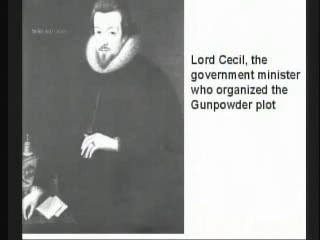 Lord Cecil, the
government minister
who organized the
Gunpowder plot